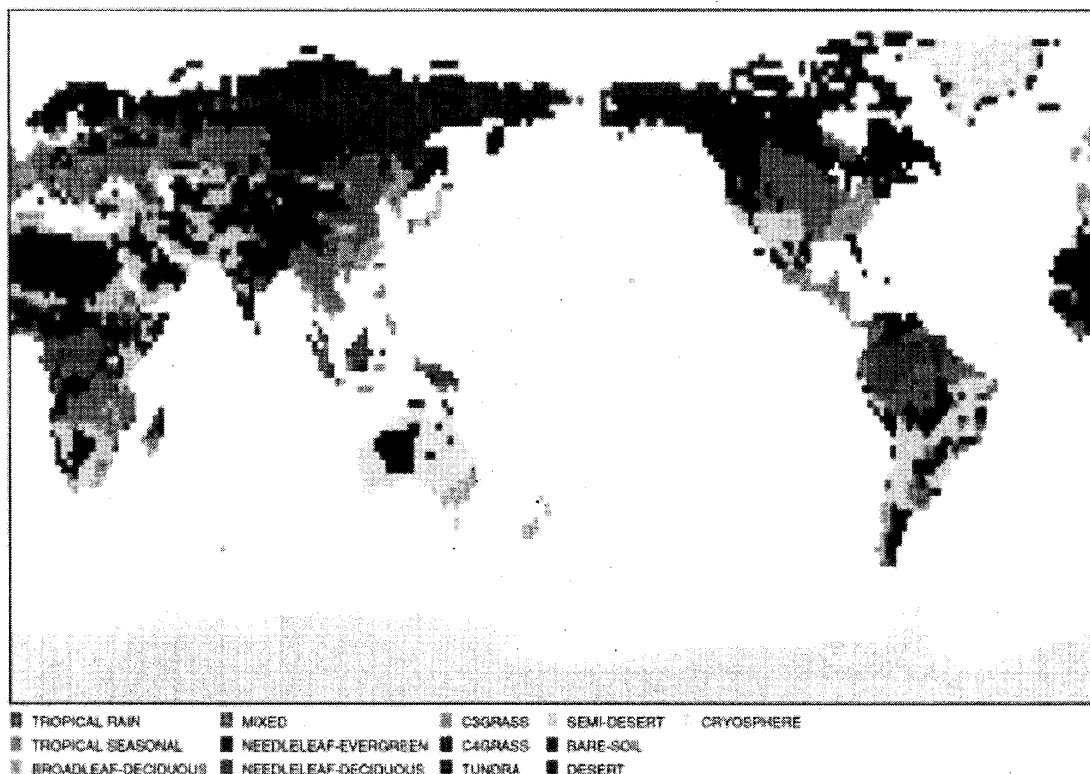 TROPICAL RAIN MIXED C3GRASS SEMI-DESERT CRYOSPHERE
TROPICAL SEASONAL NEEDLELEAF-EVERGREEN C4GRASS BARE-SOIL
BROADLEAF-DECIDUOUS NEEDLELEAF-DECIDUOUS TUNDRA DESERT